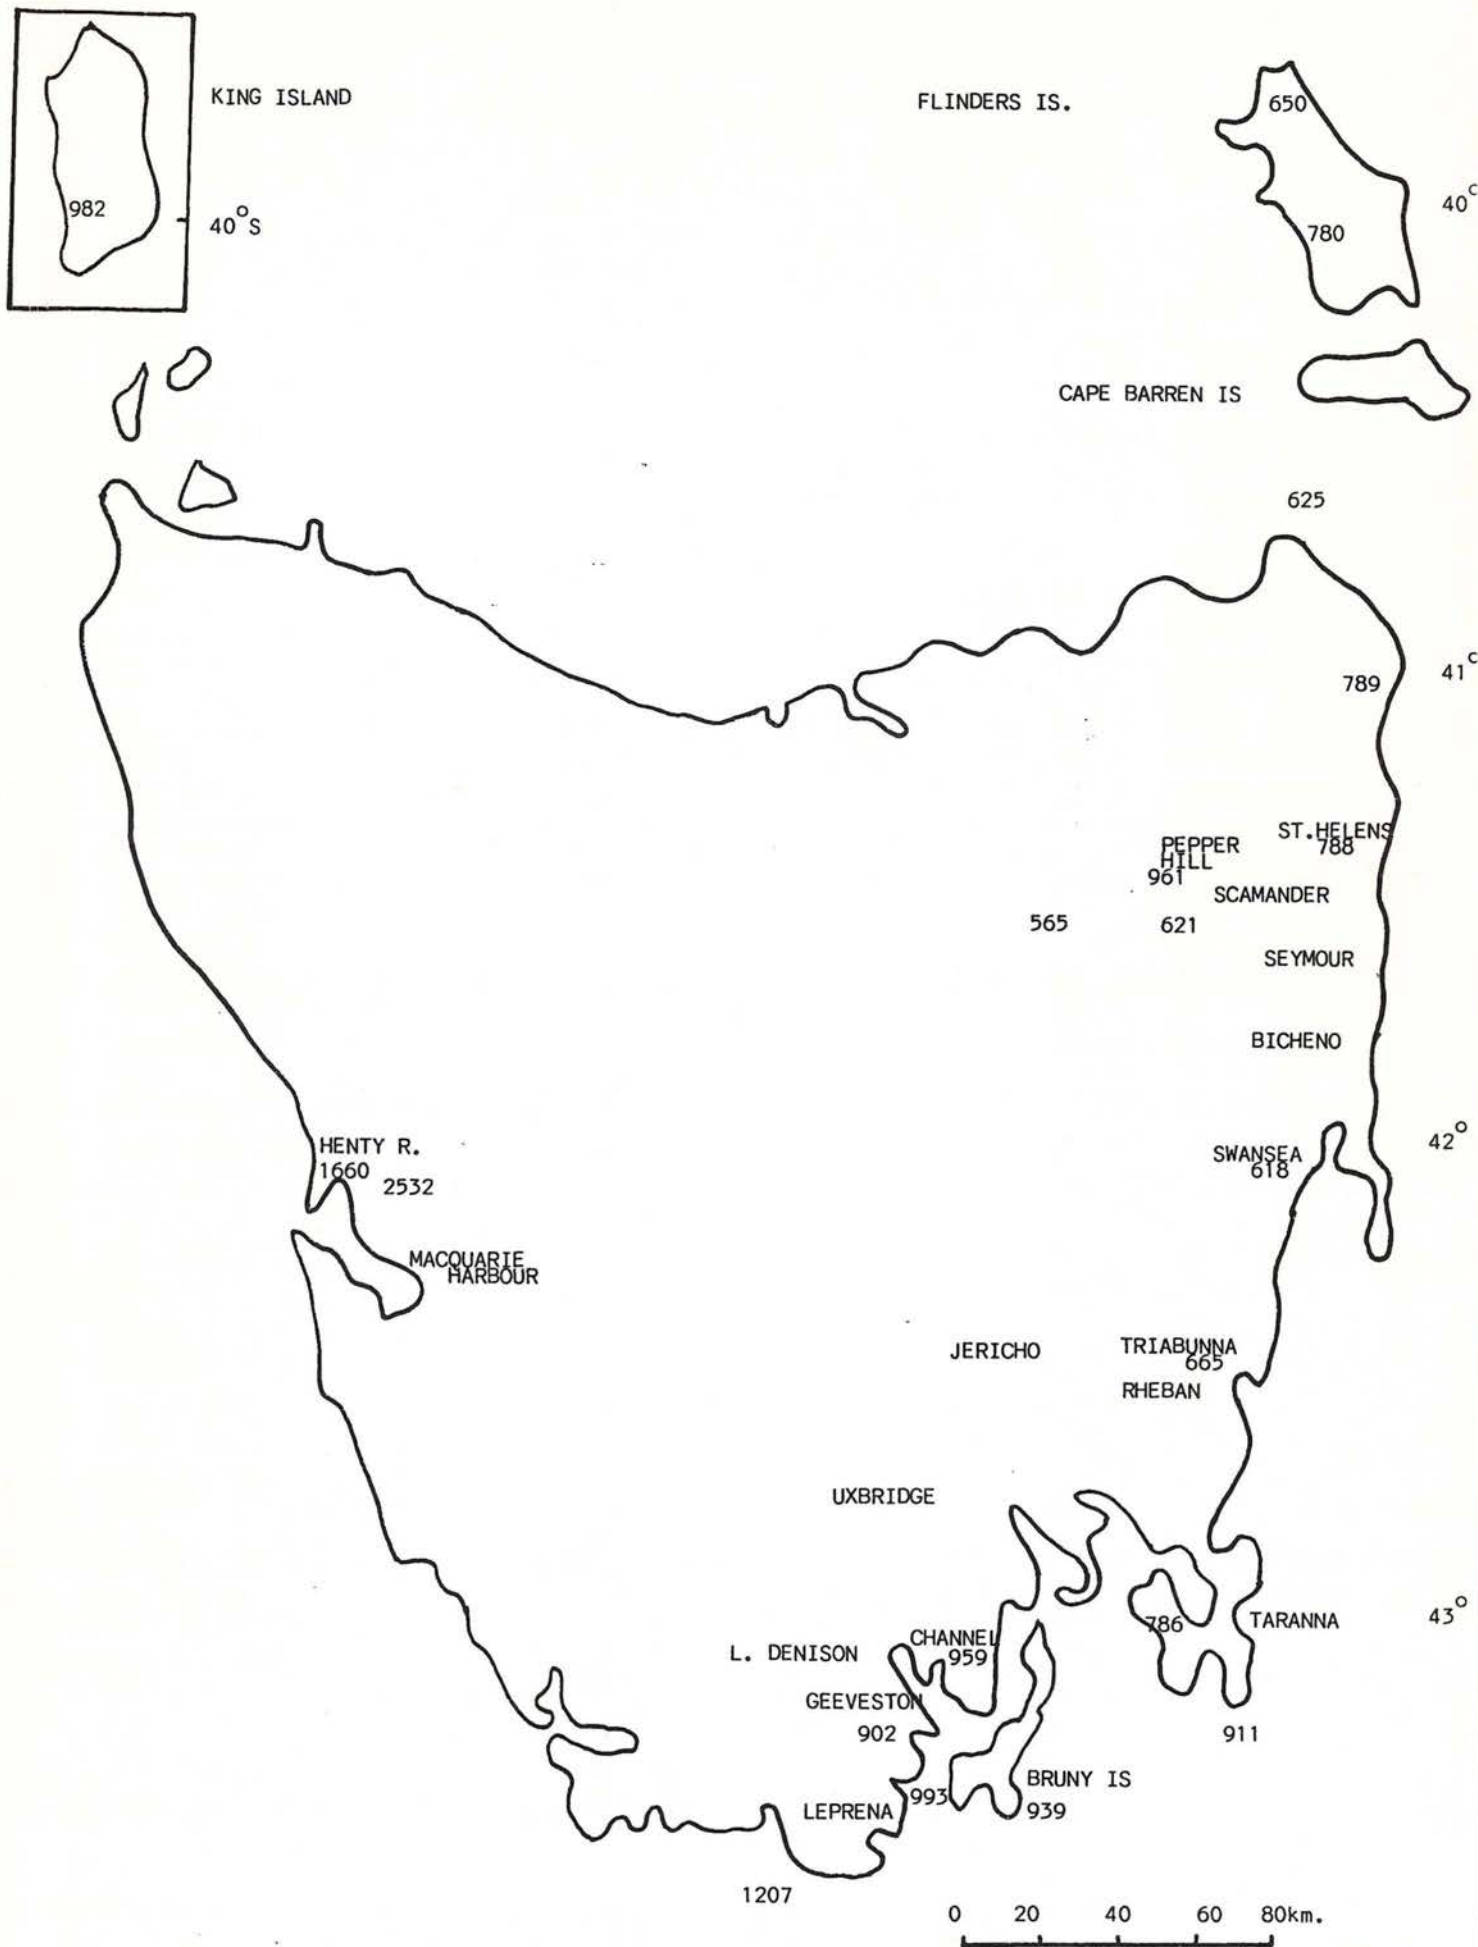 KING ISLAND
FLINDERS IS.
650
982
40°S
40°
780
CAPE BARREN IS
625
41°
789
ST.HELENS
788
PEPPER
HILL
961
SCAMANDER
565
621
SEYMOUR
BICHENO
42°
HENTY R.
1660
2532
SWANSEA
618
MACQUARIE
HARBOUR
JERICHO
TRIABUNNA
665
RHEBAN
UXBRIDGE
43°
786
TARANNA
CHANNEL
959
L. DENISON
GEEVESTON
902
911
BRUNY IS
939
993
LEPRENA
1207
0 20 40 60 80km.